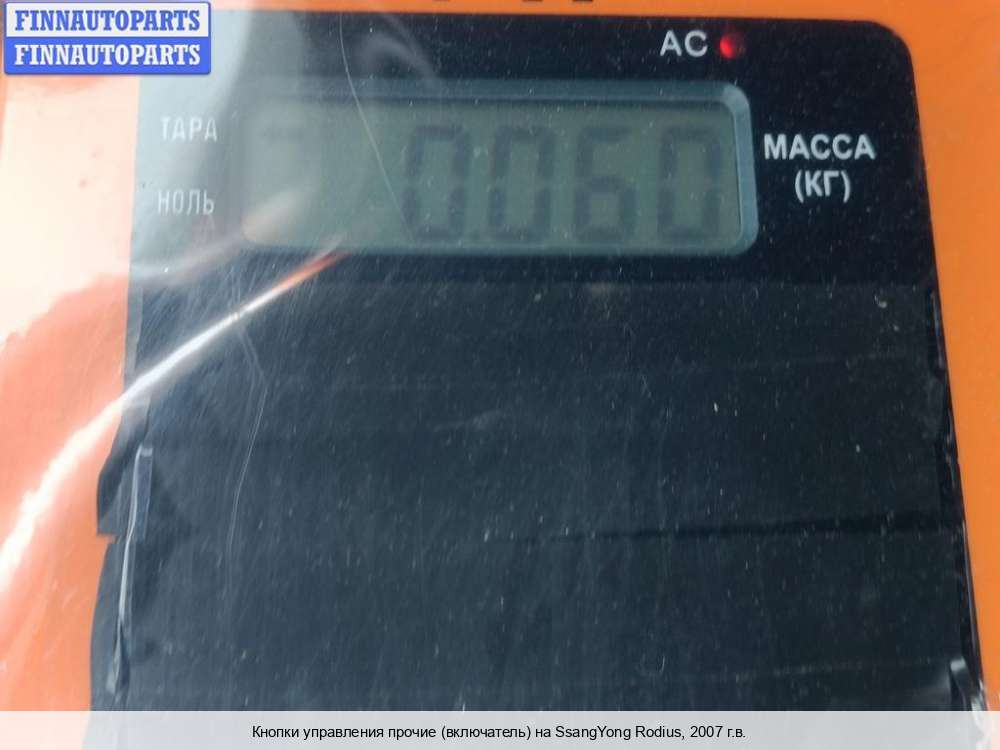 FINNAUTOPARTS
FINNAUTOPARTS
AC
ТАРА
0.060
МАССА
(КГ)
НОЛЬ
Кнопки управления прочие (включатель) на SsangYong Rodius, 2007 г.в.